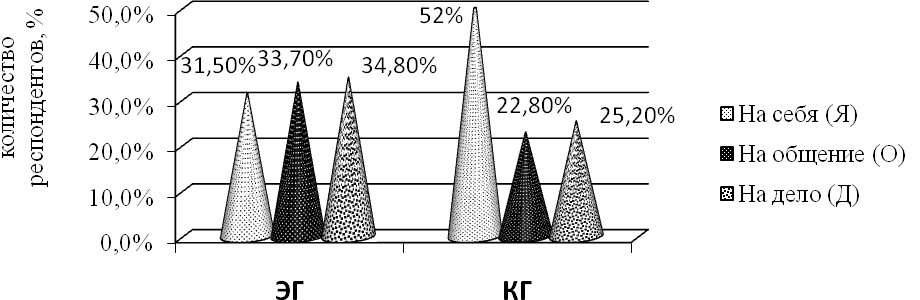 количество
респондентов, %
50,0%
40,0%
30,0%
20,0%
10,0%
0,0%
31,50%
33,70%
34,80%
52%
22,80%
25,20%
ЭГ
КГ
На себя (Я)
На общение (О)
На дело (Д)